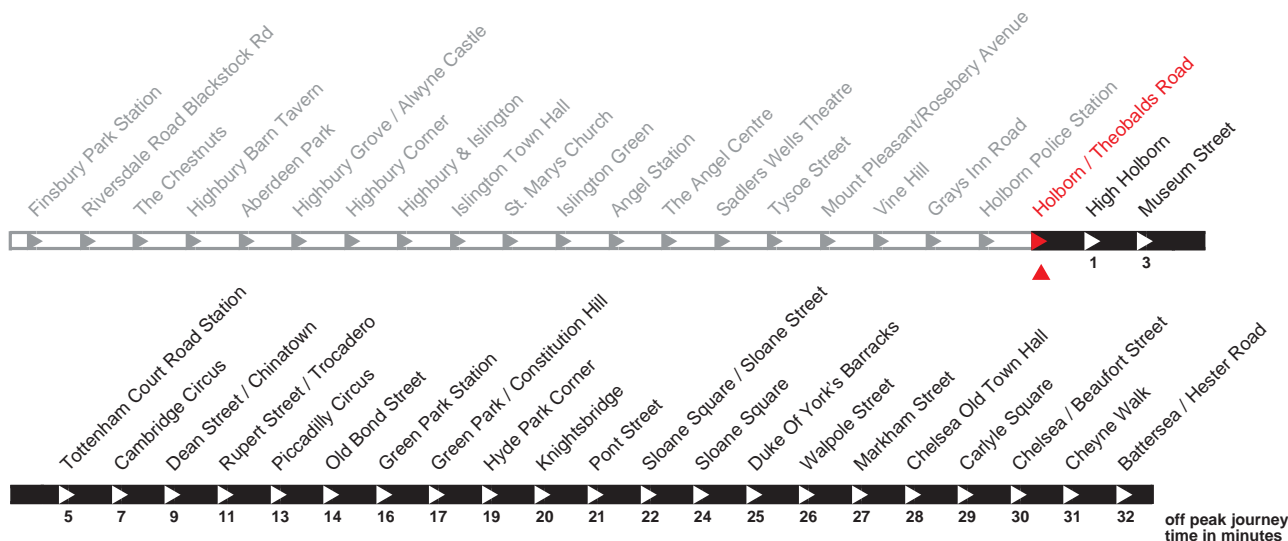 Finsbury Park Station
Riversdale Road Blackstock Rd
The Chestnuts
Highbury Barn Tavern
Aberdeen Park
Highbury Grove / Alwyne Castle
Highbury Corner
Highbury & Islington
Islington Town Hall
St. Marys Church
Islington Green
Angel Station
The Angel Centre
Sadlers Wells Theatre
Tysoe Street
Mount Pleasant/Rosebery Avenue
Vine Hill
Grays Inn Road
Holborn Police Station
Holborn / Theobalds Road
High Holborn
Museum Street
1 3
Tottenham Court Road Station
Cambridge Circus
Dean Street / Chinatown
Rupert Street / Trocadero
Piccadilly Circus
Old Bond Street
Green Park Station
Green Park / Constitution Hill
Hyde Park Corner
Knightsbridge
Pont Street
Sloane Square / Sloane Street
Sloane Square
Duke Of York's Barracks
Walpole Street
Markham Street
Chelsea Old Town Hall
Carlyle Square
Chelsea / Beaufort Street
Cheyne Walk
Battersea / Hester Road
5 7 9 11 13 14 16 17 19 20 21 22 24 25 26 27 28 29 30 31 32
off peak journey
time in minutes